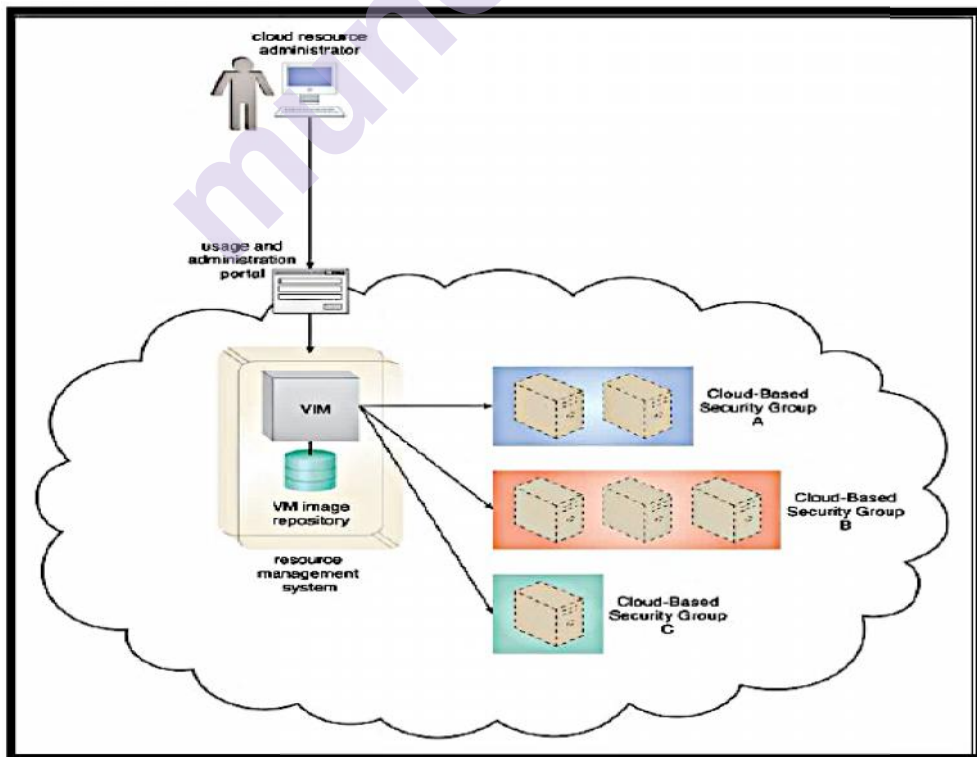 cloud resource
administrator
usage and
administration
portal
VIM
VM image
repository
resource
management
system
Cloud-Based
Security Group
A
Cloud-Based
Security Group
B
Cloud-Based
Security Group
C